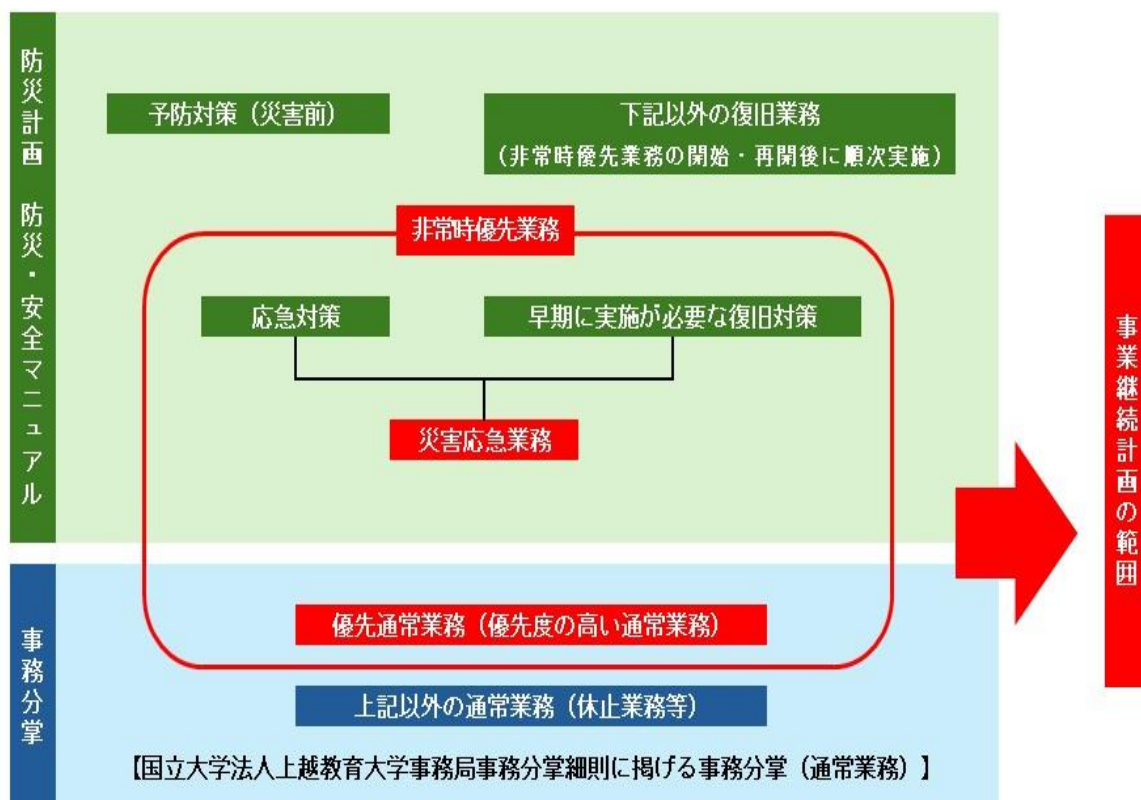 防災計画 防災・安全マニュアル
予防対策（災害前）
下記以外の復旧業務
（非常時優先業務の開始・再開後に順次実施）
非常時優先業務
応急対策
早期に実施が必要な復旧対策
災害応急業務
事業継続計画の範囲
事務分掌
優先通常業務（優先度の高い通常業務）
上記以外の通常業務（休止業務等）
【国立大学法人上越教育大学事務局事務分掌細則に掲げる事務分掌（通常業務）】